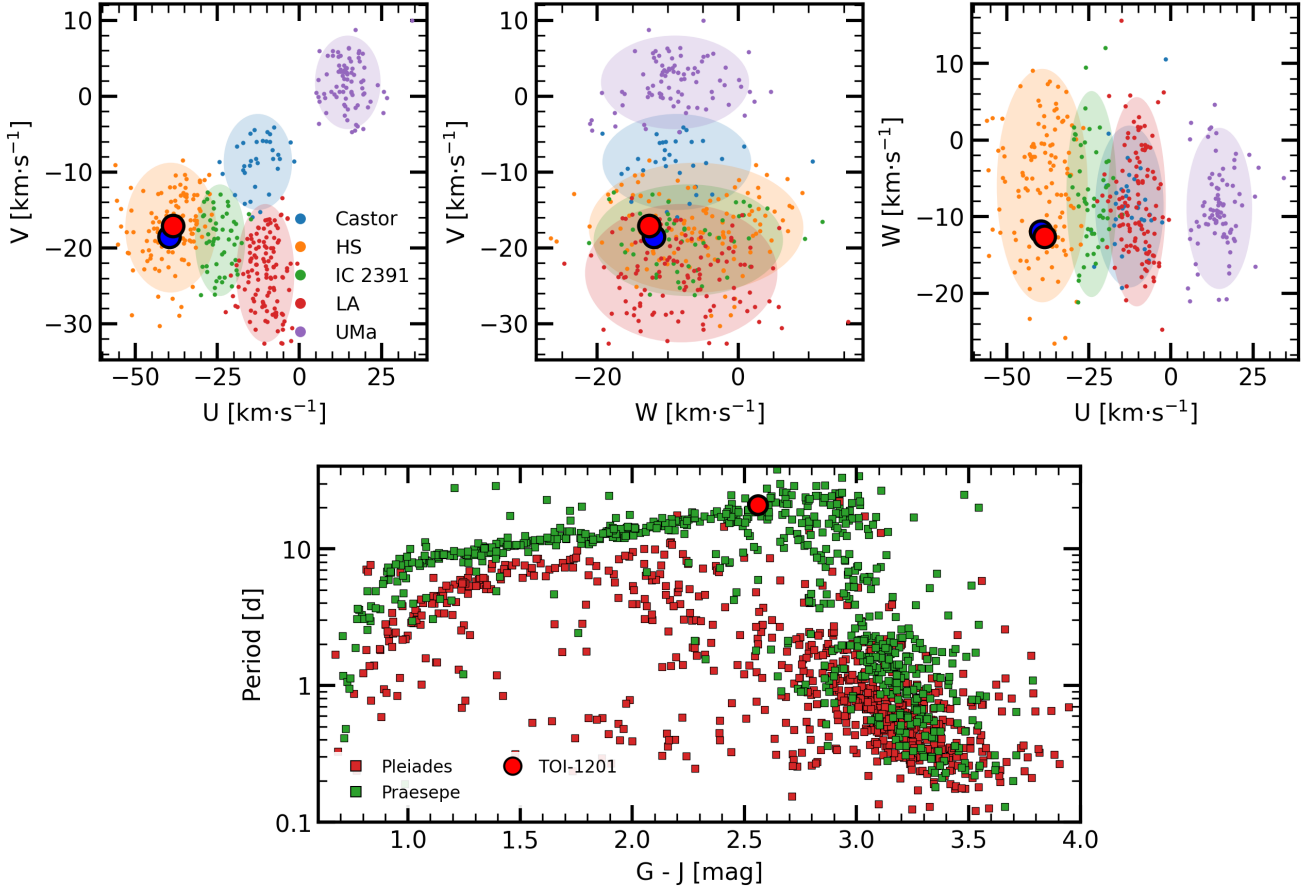 10
0
−10
−20
−30
V [km·s⁻¹]
−50
−25
0
25
U [km·s⁻¹]
Castor
HS
IC 2391
LA
UMa
10
0
−10
−20
−30
V [km·s⁻¹]
−20
0
W [km·s⁻¹]
10
0
−10
−20
W [km·s⁻¹]
−50
−25
0
25
U [km·s⁻¹]
10
1
0.1
Period [d]
Pleiades
Praesepe
TOI-1201
1.0
1.5
2.0
2.5
3.0
3.5
4.0
G - J [mag]